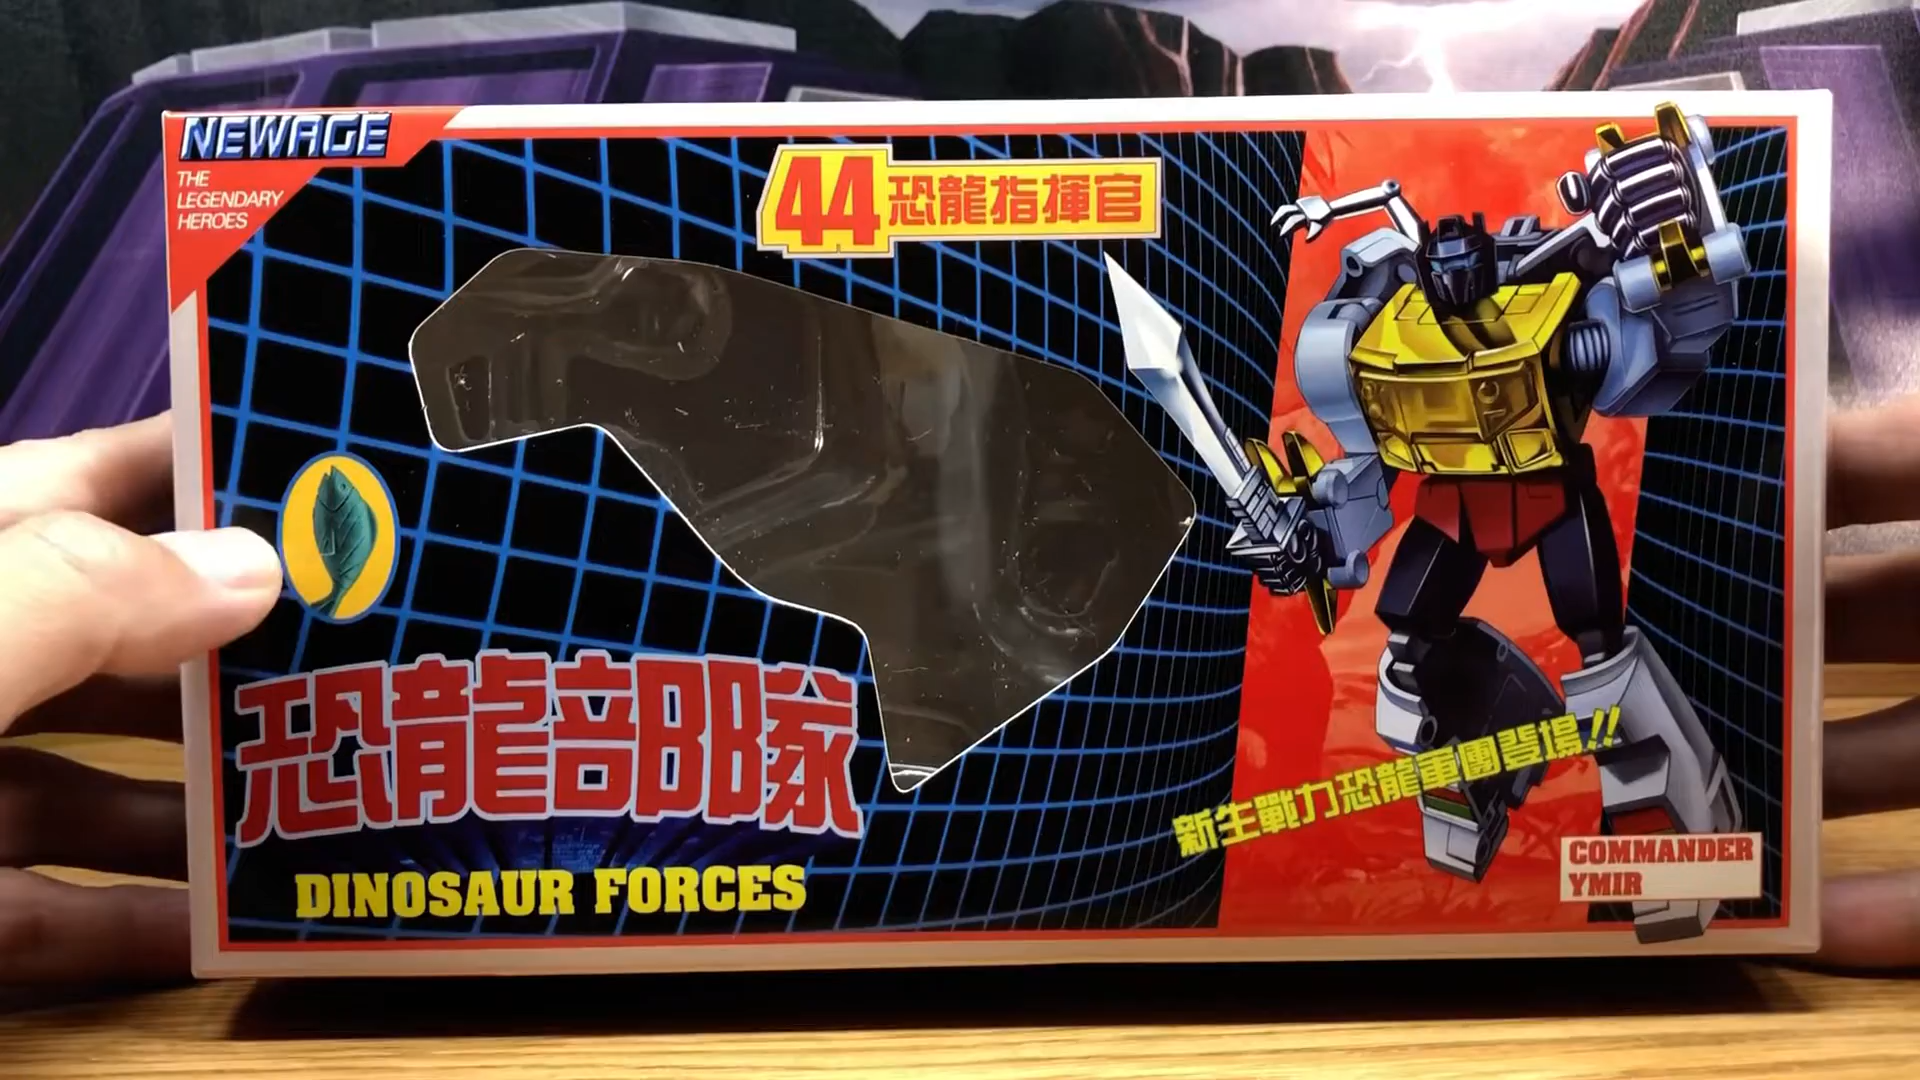 NEWAGE
THE
LEGENDARY
HEROES
44恐龍指揮官
恐龍部隊
DINOSAUR FORCES
新生戰力恐龍軍團登場!!
COMMANDER
YMIR